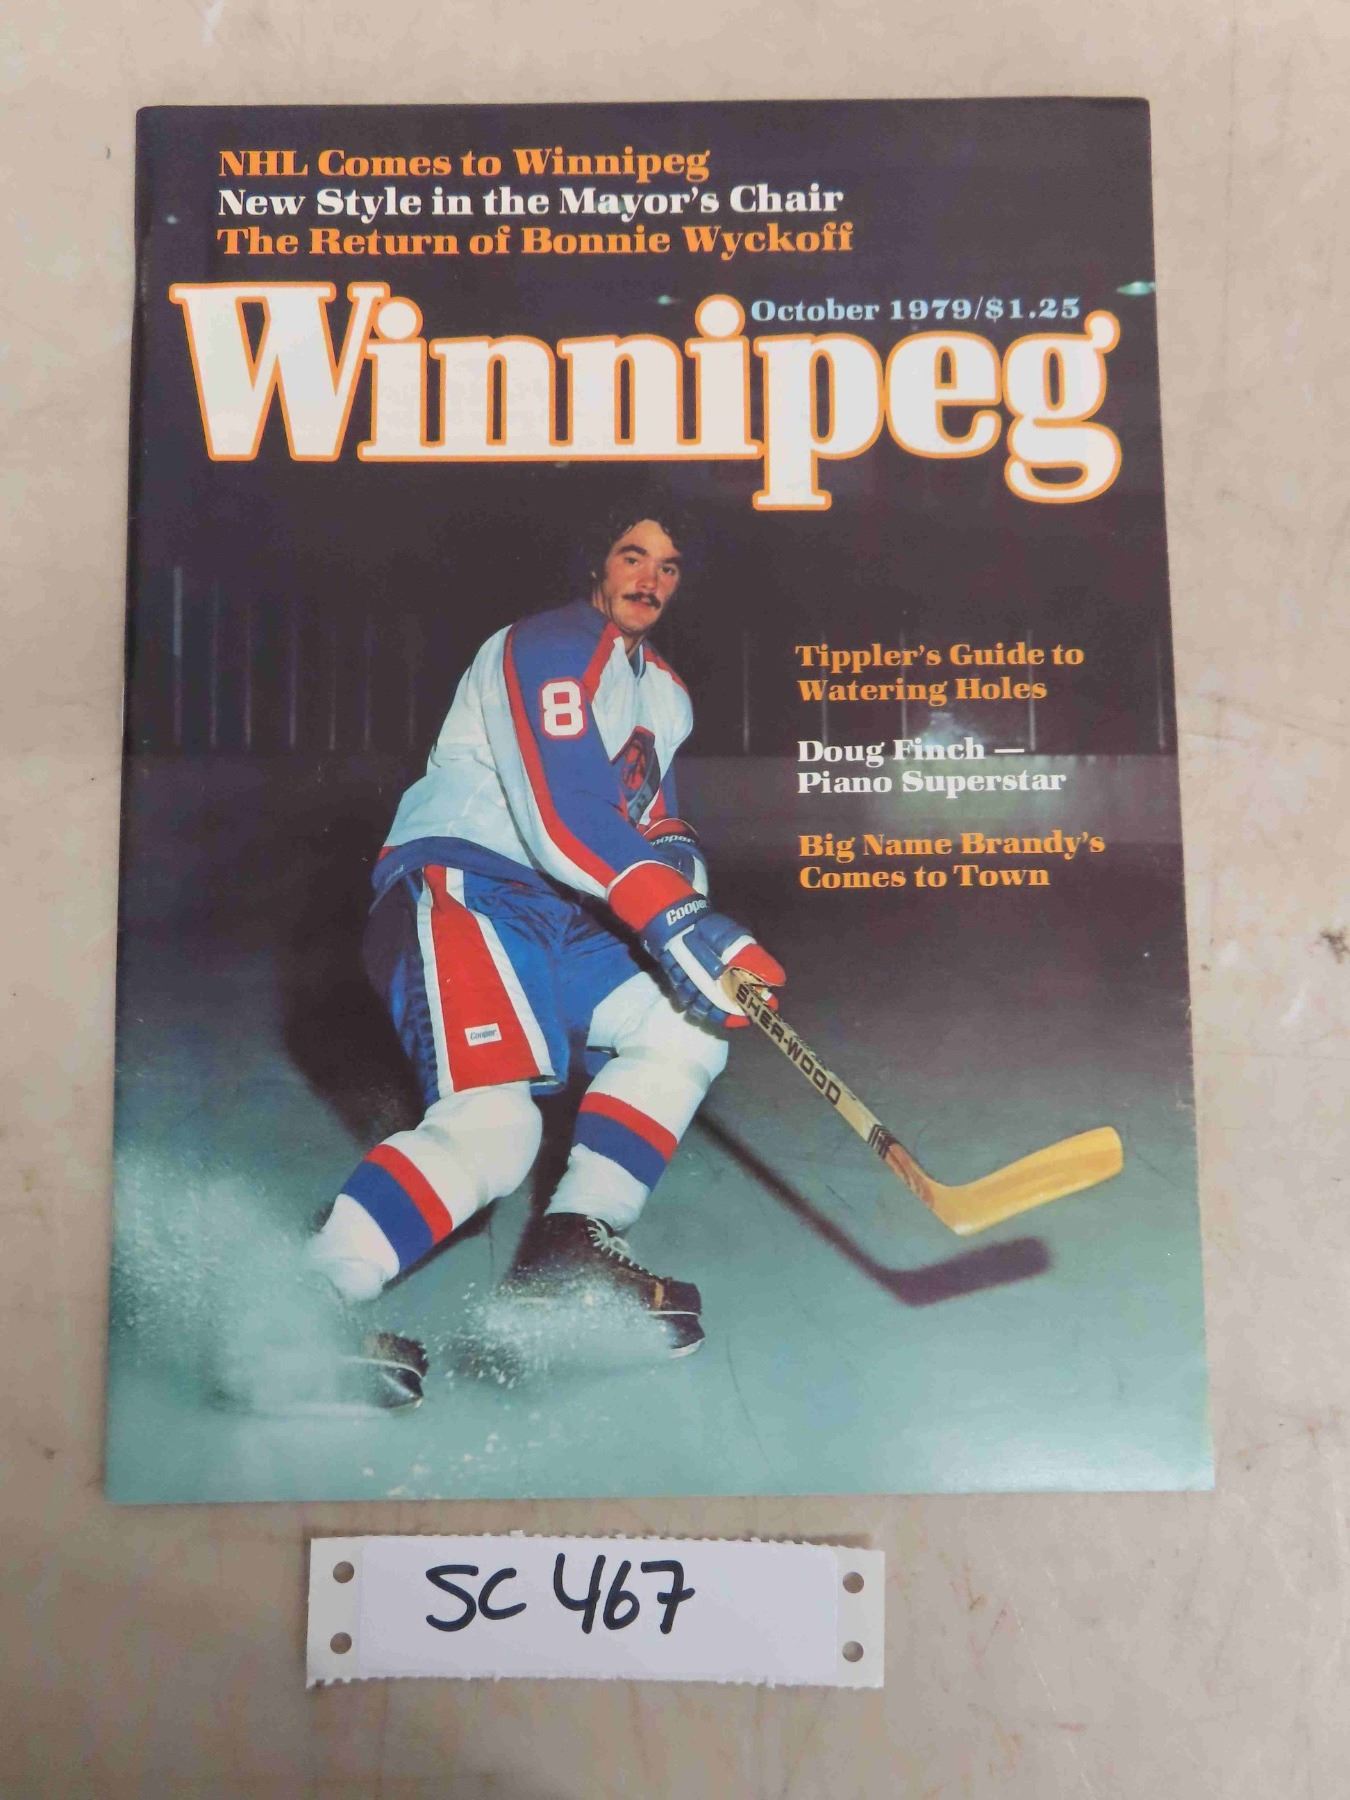 NHL Comes to Winnipeg
New Style in the Mayor's Chair
The Return of Bonnie Wyckoff
October 1979/$1.25
Winnipeg
Tippler's Guide to
Watering Holes
8
Doug Finch —
Piano Superstar
Big Name Brandy's
Comes to Town
Cooper
Cooper
SHER-WOOD
Cooper
SC 467